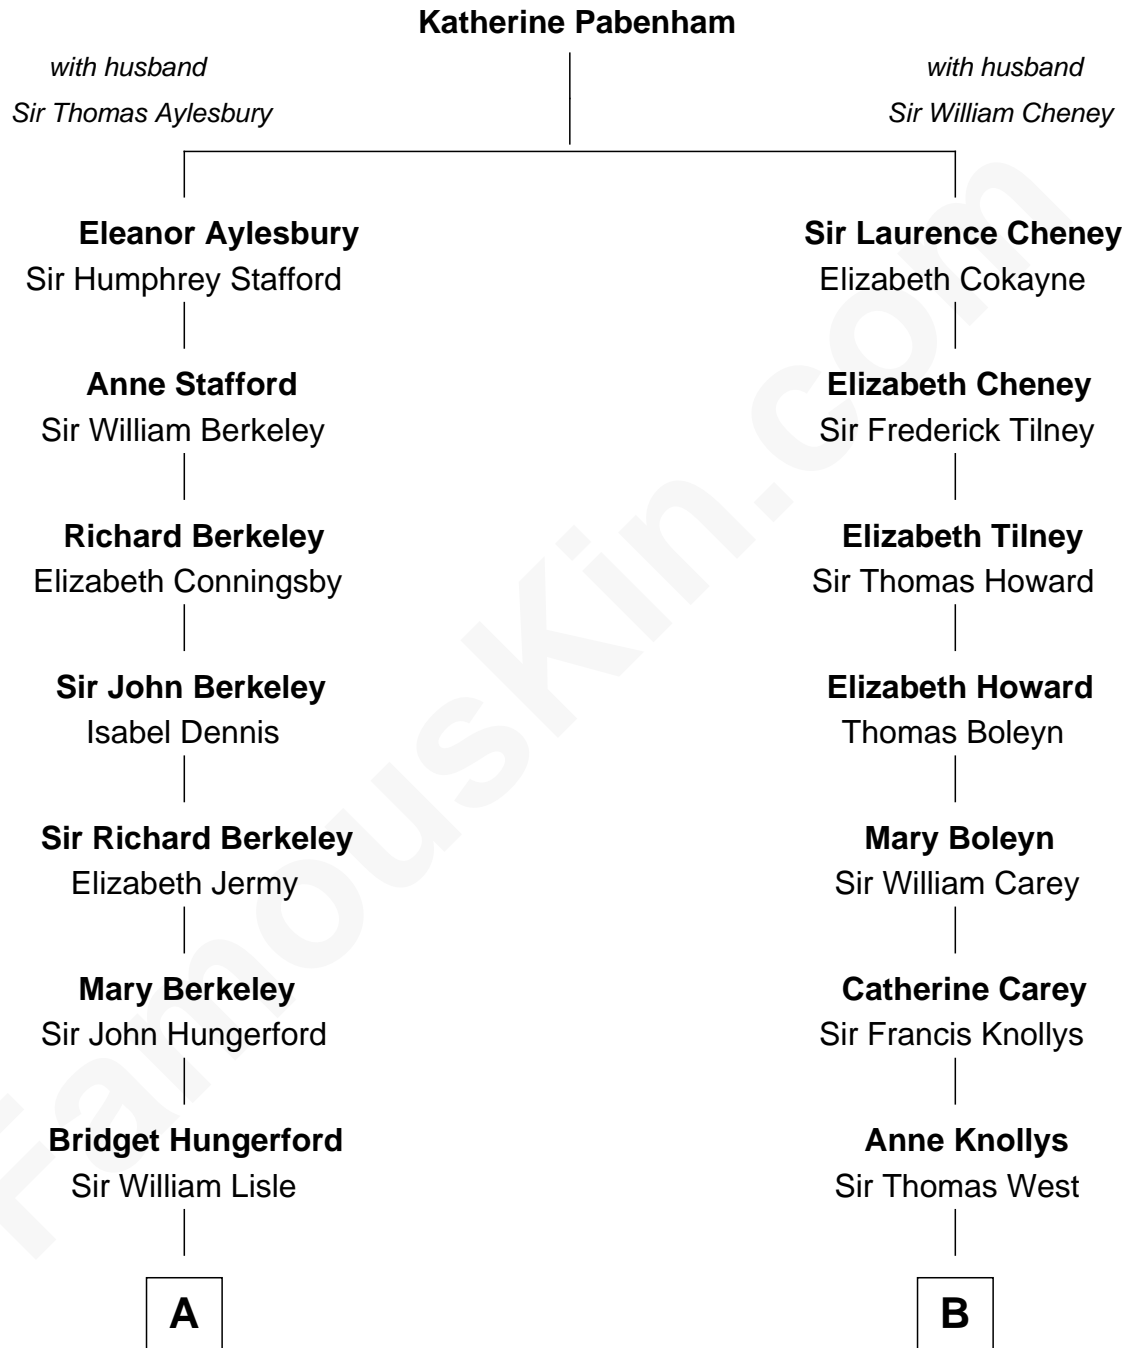 Katherine Pabenham
with husband
Sir Thomas Aylesbury
with husband
Sir William Cheney
Eleanor Aylesbury
Sir Humphrey Stafford
Sir Laurence Cheney
Elizabeth Cokayne
Anne Stafford
Sir William Berkeley
Elizabeth Cheney
Sir Frederick Tilney
Richard Berkeley
Elizabeth Conningsby
Elizabeth Tilney
Sir Thomas Howard
Sir John Berkeley
Isabel Dennis
Elizabeth Howard
Thomas Boleyn
Sir Richard Berkeley
Elizabeth Jermy
Mary Boleyn
Sir William Carey
Mary Berkeley
Sir John Hungerford
Catherine Carey
Sir Francis Knollys
Bridget Hungerford
Sir William Lisle
Anne Knollys
Sir Thomas West
A
B
FamousKin.com